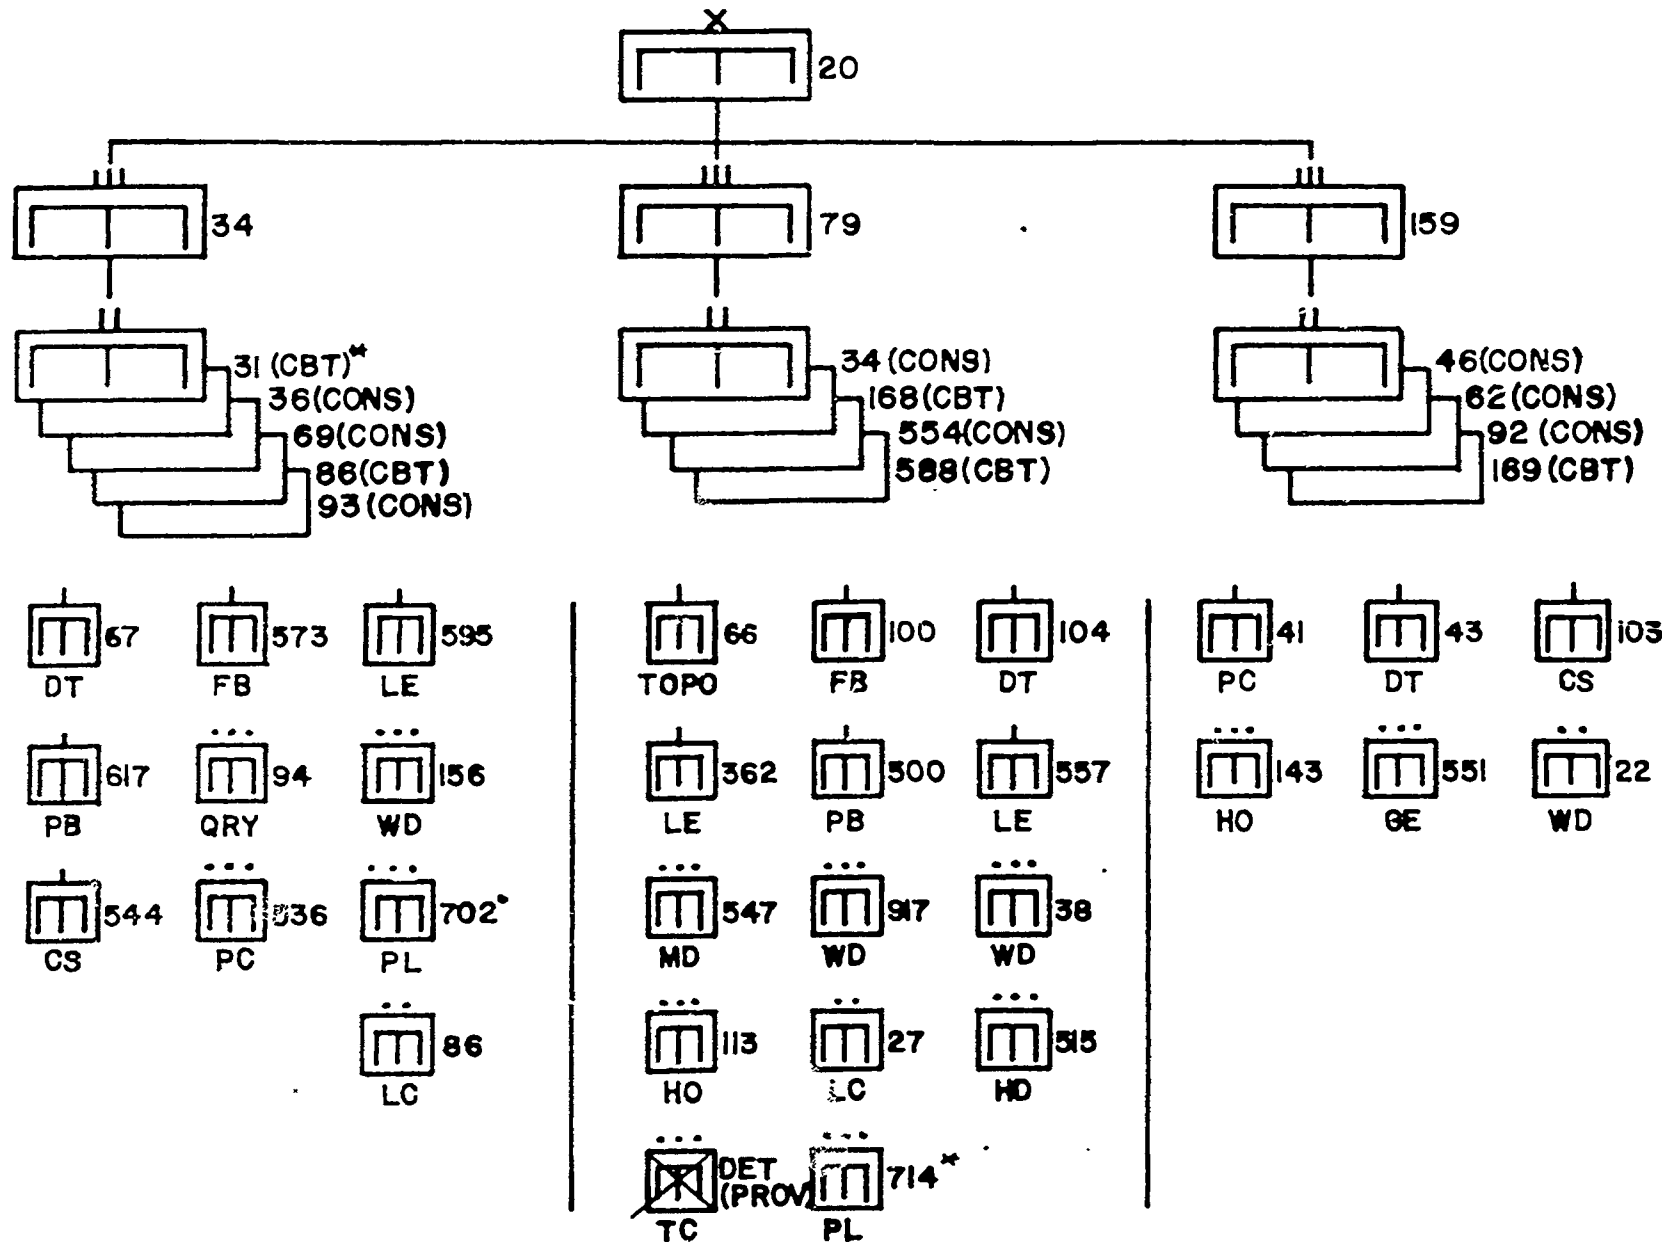 X
20
34
79
159
31 (CBT)*
36 (CONS)
69 (CONS)
86 (CBT)
93 (CONS)
34 (CONS)
168 (CBT)
554 (CONS)
588 (CBT)
46 (CONS)
62 (CONS)
92 (CONS)
169 (CBT)
67 573 595
DT FB LE
617 94 156
PB QRY WD
544 536 702*
CS PC PL
86
LC
66 100 104
TOPO FB DT
362 500 557
LE PB LE
547 917 38
MD WD WD
113 27 515
HO LC HD
DET
(PROV) 714*
TC PL
41 43 103
PC DT CS
143 551 22
HO GE WD